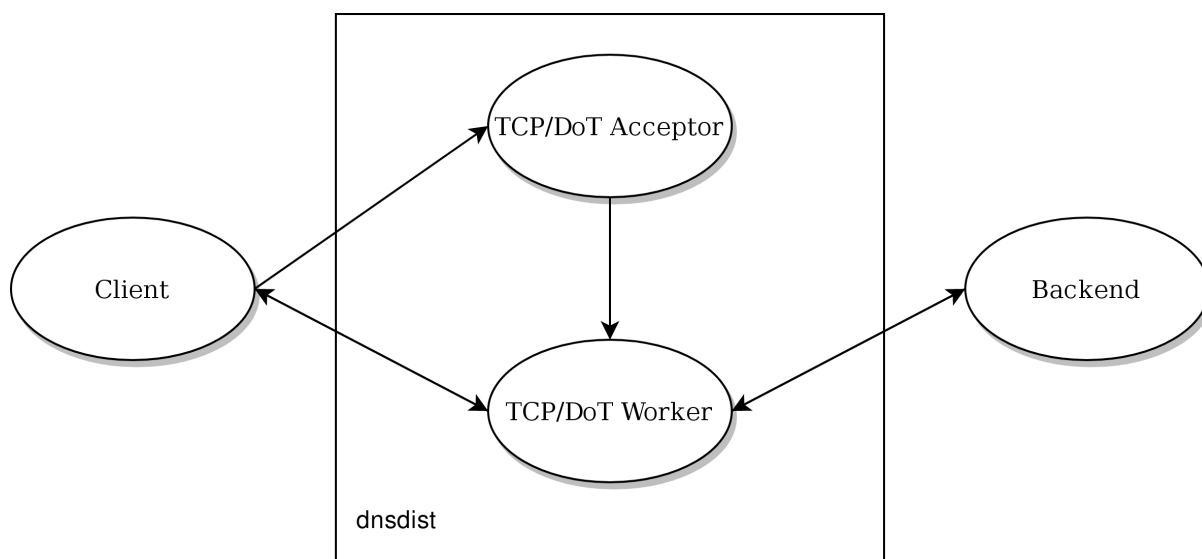 TCP/DoT Acceptor
Client
Backend
TCP/DoT Worker
dnsdist